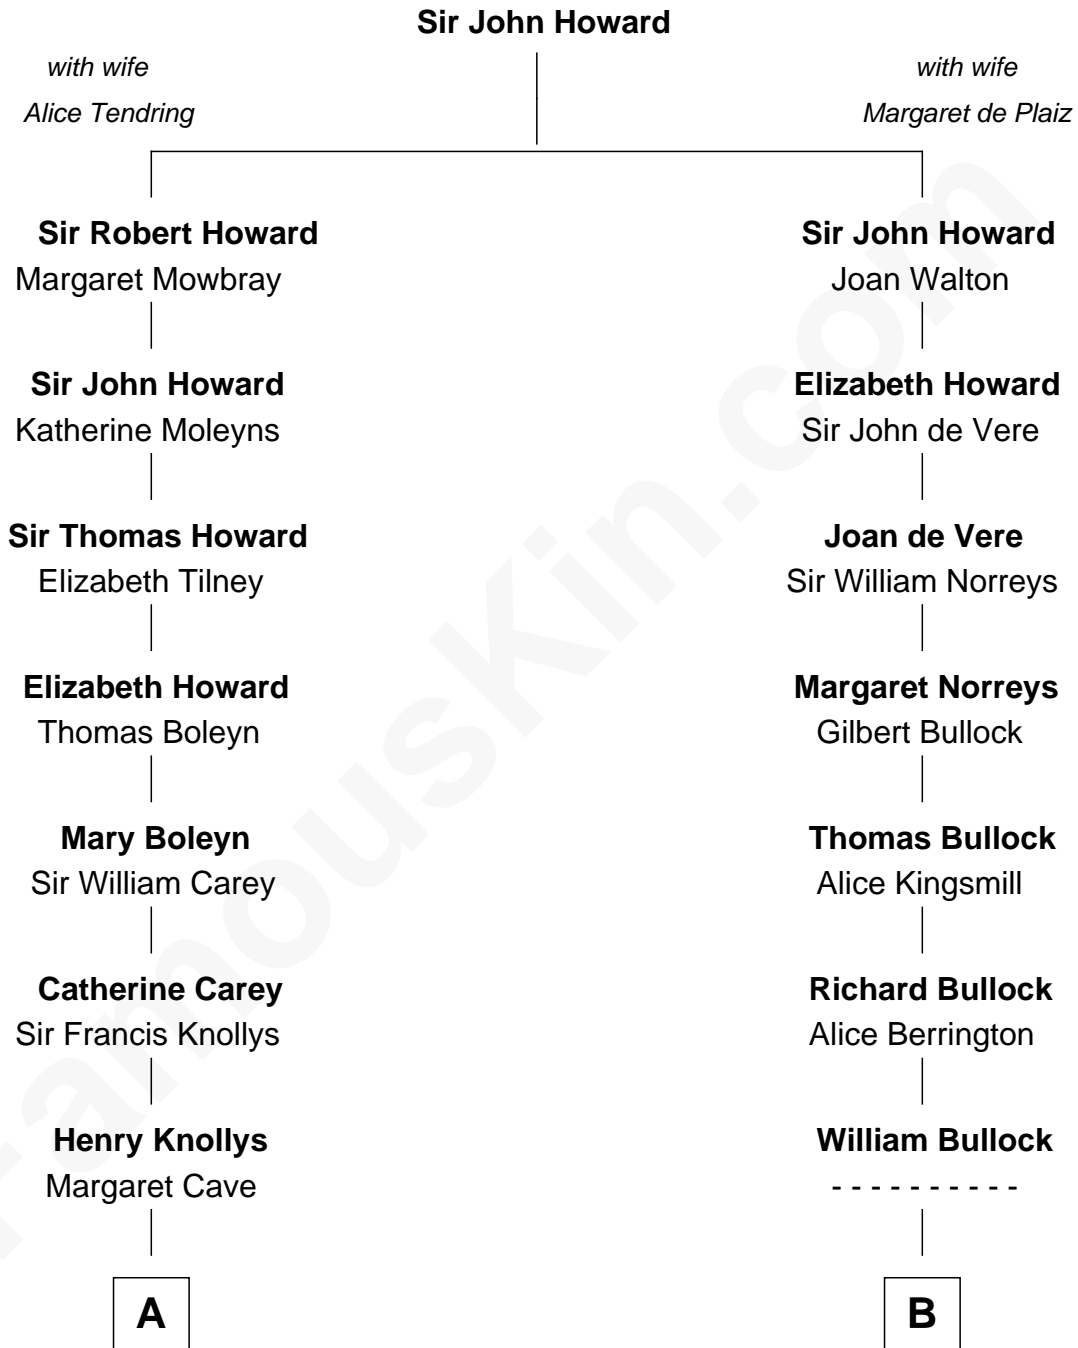 Sir John Howard
with wife
Alice Tendring
with wife
Margaret de Plaiz
Sir Robert Howard
Margaret Mowbray
Sir John Howard
Joan Walton
Sir John Howard
Katherine Moleyns
Elizabeth Howard
Sir John de Vere
Sir Thomas Howard
Elizabeth Tilney
Joan de Vere
Sir William Norreys
Elizabeth Howard
Thomas Boleyn
Margaret Norreys
Gilbert Bullock
Mary Boleyn
Sir William Carey
Thomas Bullock
Alice Kingsmill
Catherine Carey
Sir Francis Knollys
Richard Bullock
Alice Berrington
Henry Knollys
Margaret Cave
William Bullock
- - - - - - - - - -
A
B
FamousKin.com